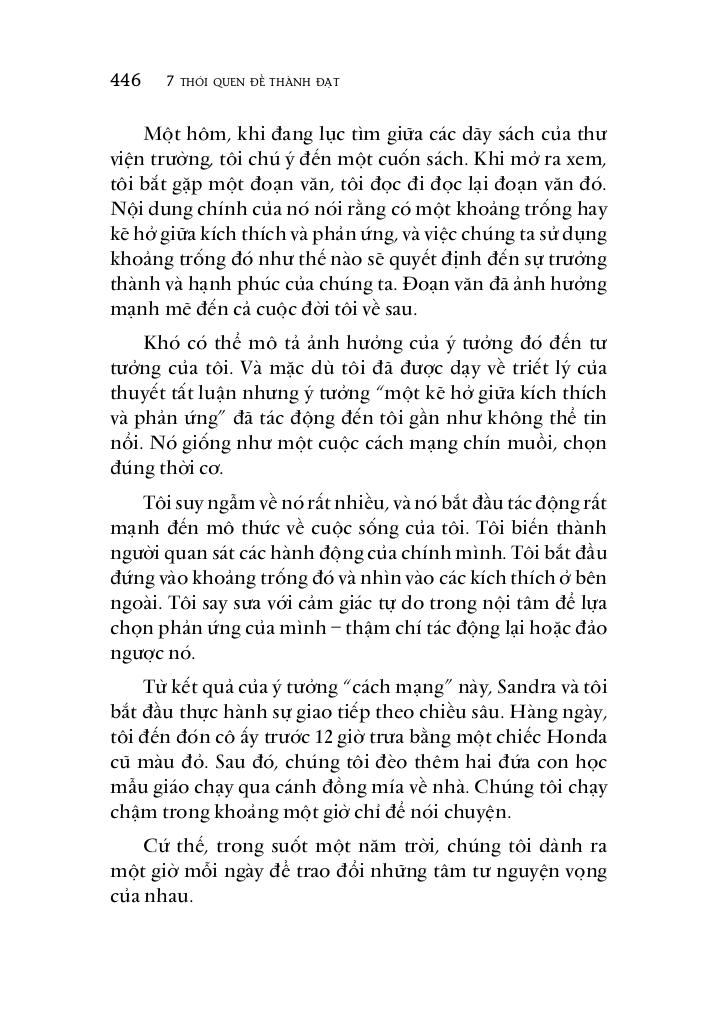 446 7 THÓI QUEN ĐỂ THÀNH ĐẠT
Một hôm, khi đang lục tìm giữa các dãy sách của thư
viện trường, tôi chú ý đến một cuốn sách. Khi mở ra xem,
tôi bắt gặp một đoạn văn, tôi đọc đi đọc lại đoạn văn đó.
Nội dung chính của nó nói rằng có một khoảng trống hay
kẽ hở giữa kích thích và phản ứng, và việc chúng ta sử dụng
khoảng trống đó như thế nào sẽ quyết định đến sự trưởng
thành và hạnh phúc của chúng ta. Đoạn văn đã ảnh hưởng
mạnh mẽ đến cả cuộc đời tôi về sau.
Khó có thể mô tả ảnh hưởng của ý tưởng đó đến tư
tưởng của tôi. Và mặc dù tôi đã được dạy về triết lý của
thuyết tất luận nhưng ý tưởng “một kẽ hở giữa kích thích
và phản ứng” đã tác động đến tôi gần như không thể tin
nổi. Nó giống như một cuộc cách mạng chín muồi, chọn
đúng thời cơ.
Tôi suy ngẫm về nó rất nhiều, và nó bắt đầu tác động rất
mạnh đến mô thức về cuộc sống của tôi. Tôi biến thành
người quan sát các hành động của chính mình. Tôi bắt đầu
đứng vào khoảng trống đó và nhìn vào các kích thích ở bên
ngoài. Tôi say sưa với cảm giác tự do trong nội tâm để lựa
chọn phản ứng của mình – thậm chí tác động lại hoặc đảo
ngược nó.
Từ kết quả của ý tưởng “cách mạng” này, Sandra và tôi
bắt đầu thực hành sự giao tiếp theo chiều sâu. Hàng ngày,
tôi đến đón cô ấy trước 12 giờ trưa bằng một chiếc Honda
cũ màu đỏ. Sau đó, chúng tôi đèo thêm hai đứa con học
mẫu giáo chạy qua cánh đồng mía về nhà. Chúng tôi chạy
chậm trong khoảng một giờ chỉ để nói chuyện.
Cứ thế, trong suốt một năm trời, chúng tôi dành ra
một giờ mỗi ngày để trao đổi những tâm tư nguyện vọng
của nhau.